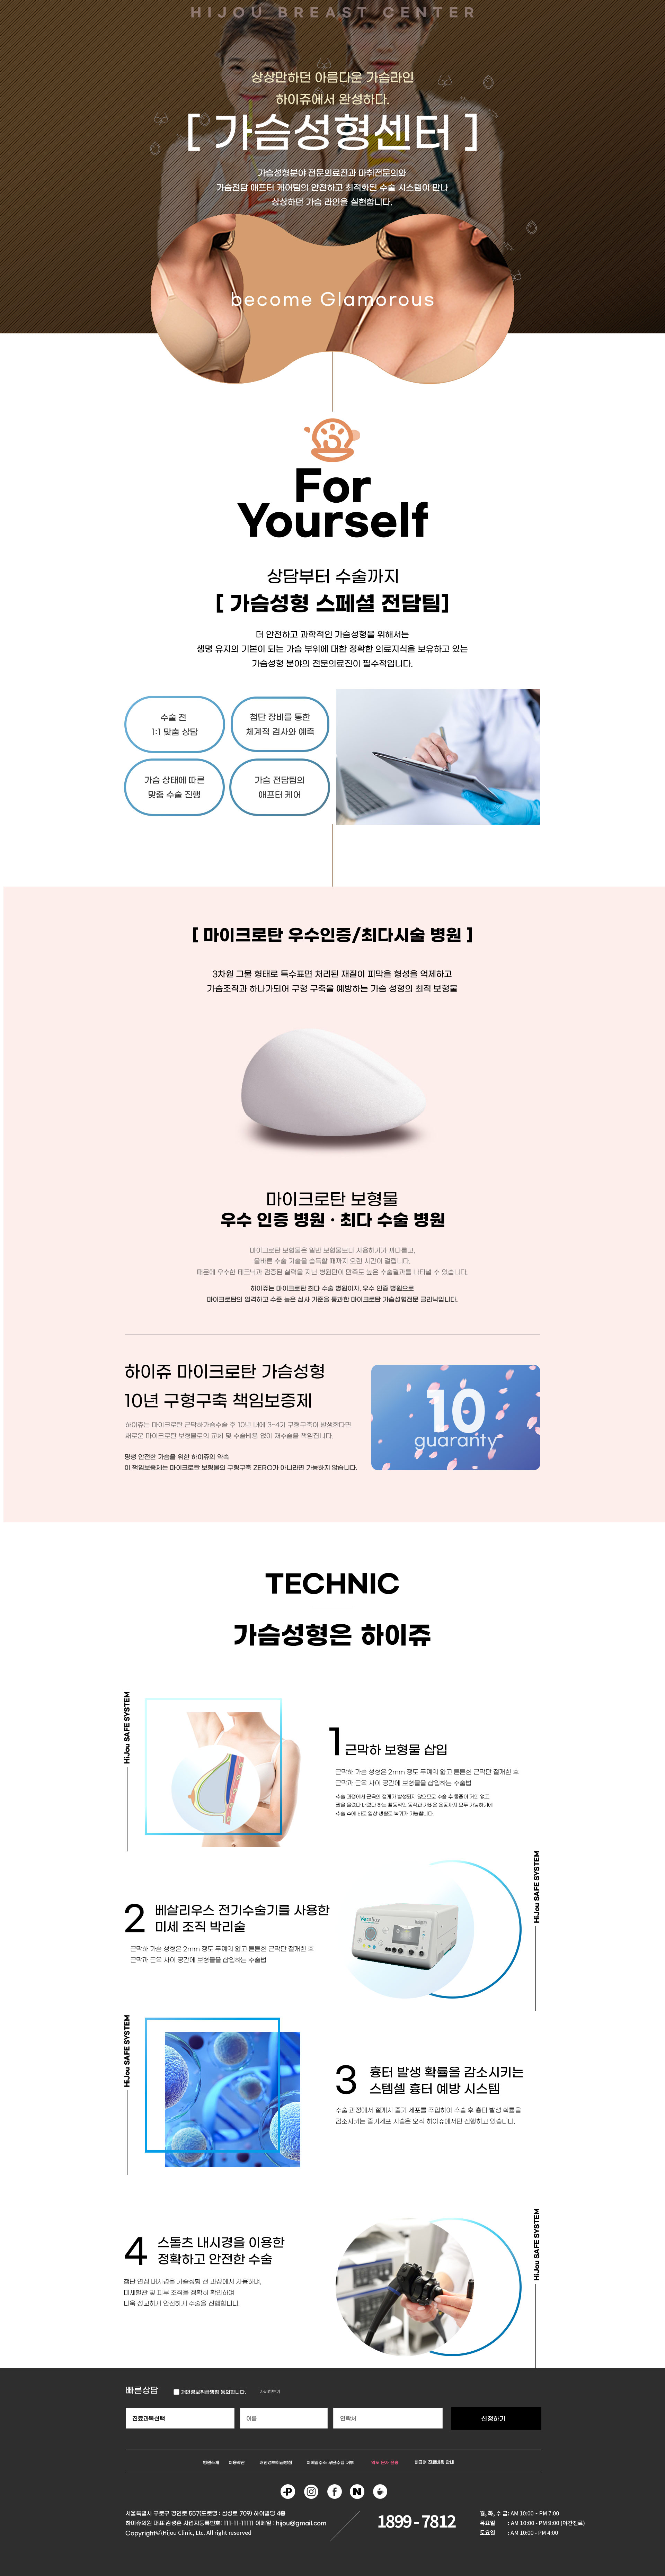 HIJOU BREAST CENTER
상상만하던 아름다운 가슴라인
하이쥬에서 완성하다.
[ 가슴성형센터 ]
가슴성형분야 전문의료진과 마취전문의와
가슴전담 애프터 케어팀의 안전하고 최적화된 수술 시스템이 만나
상상하던 가슴 라인을 실현합니다.
become Glamorous
For
Yourself
상담부터 수술까지
[ 가슴성형 스페셜 전담팀]
더 안전하고 과학적인 가슴성형을 위해서는
생명 유지의 기본이 되는 가슴 부위에 대한 정확한 의료지식을 보유하고 있는
가슴성형 분야의 전문의료진이 필수적입니다.
수술 전
1:1 맞춤 상담
첨단 장비를 통한
체계적 검사와 예측
가슴 상태에 따른
맞춤 수술 진행
가슴 전담팀의
애프터 케어
[ 마이크로탄 우수인증/최다시술 병원 ]
3차원 그물 형태로 특수표면 처리된 재질이 피막을 형성을 억제하고
가슴조직과 하나가되어 구형 구축을 예방하는 가슴 성형의 최적 보형물
마이크로탄 보형물
우수 인증 병원 · 최다 수술 병원
마이크로탄 보형물은 일반 보형물보다 사용하기가 까다롭고,
올바른 수술 기술을 습득할 때까지 오랜 시간이 걸립니다.
때문에 우수한 테크닉과 검증된 실력을 지닌 병원만이 만족도 높은 수술결과를 나타낼 수 있습니다.
하이쥬는 마이크로탄 최다 수술 병원이자, 우수 인증 병원으로
마이크로탄의 엄격하고 수준 높은 심사 기준을 통과한 마이크로탄 가슴성형전문 클리닉입니다.
하이쥬 마이크로탄 가슴성형
10년 구형구축 책임보증제
하이쥬는 마이크로탄 근막하가슴수술 후 10년 내에 3-4기 구형구축이 발생한다면
새로운 마이크로탄 보형물로의 교체 및 수술비용 없이 재수술을 책임집니다.
평생 안전한 가슴을 위한 하이쥬의 약속
이 책임보증제는 마이크로탄 보형물의 구형구축 ZERO가 아니라면 가능하지 않습니다.
10
guaranty
TECHNIC
가슴성형은 하이쥬
HiJou SAFE SYSTEM
1 근막하 보형물 삽입
근막하 가슴 성형은 2mm 정도 두께의 얇고 튼튼한 근막만 절개한 후
근막과 근육 사이 공간에 보형물을 삽입하는 수술법
수술 과정에서 근육의 절개가 발생되지 않으므로 수술 후 통증이 거의 없고,
팔을 올렸다 내렸다 하는 활동적인 동작과 가벼운 운동까지 모두 가능하기에
수술 후에 바로 일상 생활로 복귀가 가능합니다.
HiJou SAFE SYSTEM
2 베살리우스 전기수술기를 사용한
미세 조직 박리술
근막하 가슴 성형은 2mm 정도 두께의 얇고 튼튼한 근막만 절개한 후
근막과 근육 사이 공간에 보형물을 삽입하는 수술법
Vesalius
HiJou SAFE SYSTEM
3 흉터 발생 확률을 감소시키는
스템셀 흉터 예방 시스템
수술 과정에서 절개시 줄기 세포를 주입하여 수술 후 흉터 발생 확률을
감소시키는 줄기세포 시술은 오직 하이쥬에서만 진행하고 있습니다.
HiJou SAFE SYSTEM
4 스톨츠 내시경을 이용한
정확하고 안전한 수술
첨단 연성 내시경을 가슴성형 전 과정에서 사용하며,
미세혈관 및 피부 조직을 정확히 확인하여
더욱 정교하게 안전하게 수술을 진행합니다.
빠른상담
개인정보취급방침 동의합니다.
진료과목선택
이름
연락처
신청하기
병원소개 이용약관 개인정보취급방침 이메일주소 무단수집 거부 약도 문자 전송 비급여 진료비용 안내
서울특별시 구로구 경인로 557(도로명 : 삼성로 709) 하이빌딩 4층
하이쥬의원 대표:김성훈 사업자등록번호: 111-11-11111 이메일 : hijou@gmail.com
Copyright©\Hijou Clinic, Ltc. All right reserved
1899 - 7812
월, 화, 수 금: AM 10:00 ~ PM 7:00
목요일 : AM 10:00 - PM 9:00 (야간진료)
토요일 : AM 10:00 - PM 4:00